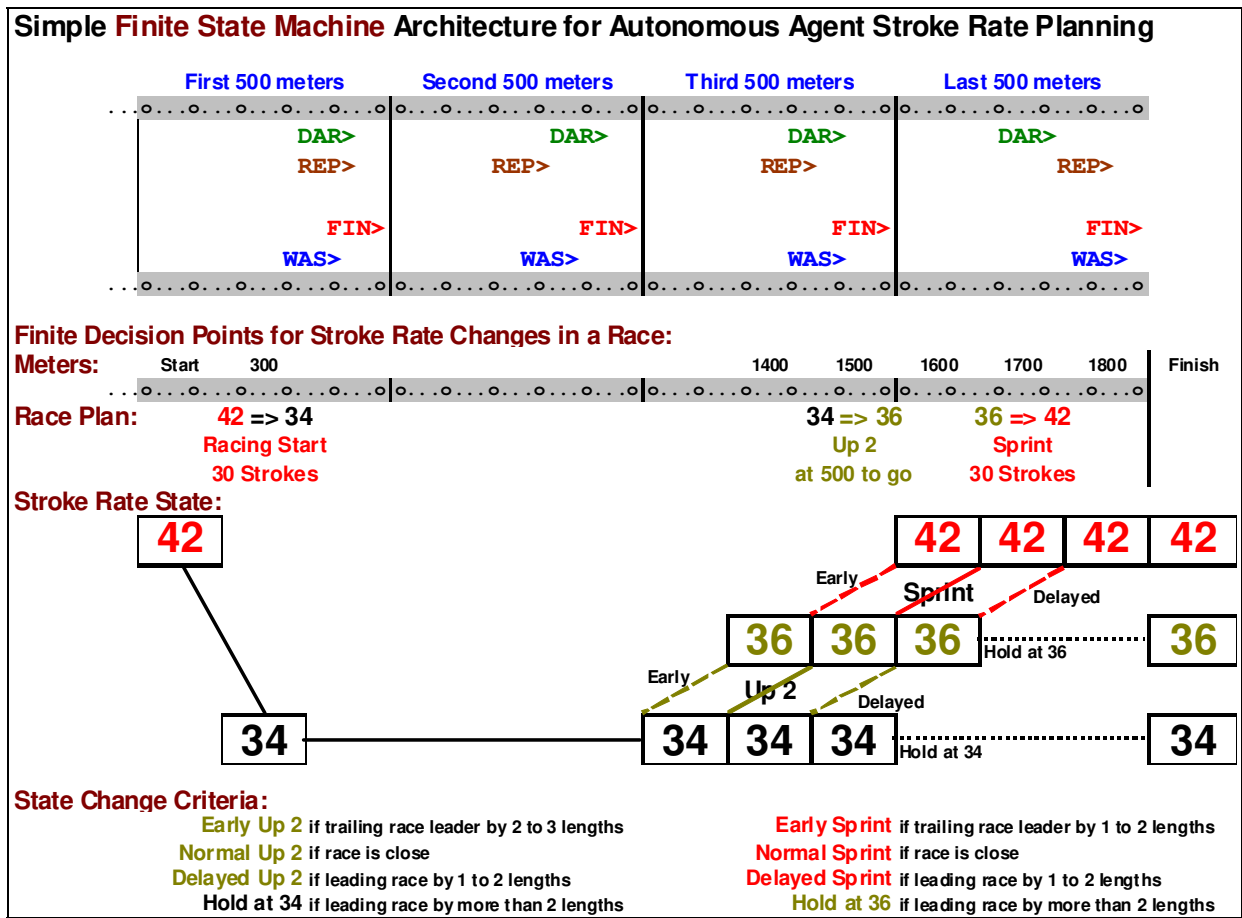 Simple Finite State Machine Architecture for Autonomous Agent Stroke Rate Planning
First 500 meters Second 500 meters Third 500 meters Last 500 meters
...o...o...o...o...o...o|o...o...o...o...o...o|o...o...o...o...o...o|o...o...o...o...o...o
DAR> DAR> DAR> DAR>
REP> REP> REP> REP>
FIN> FIN> FIN> FIN>
WAS> WAS> WAS> WAS>
...o...o...o...o...o...o|o...o...o...o...o...o|o...o...o...o...o...o|o...o...o...o...o...o
Finite Decision Points for Stroke Rate Changes in a Race:
Meters: Start 300 1400 1500 1600 1700 1800 Finish
...o...o...o...o...o...o|o...o...o...o...o...o|o...o...o...o...o...o|o...o...o...o...o...o
Race Plan: 42 => 34 34 => 36 36 => 42
Racing Start Up 2 Sprint
30 Strokes at 500 to go 30 Strokes
Stroke Rate State:
42 42 42 42 42
Early Sprint Delayed
36 36 36 Hold at 36 36
Early Up 2 Delayed
34 34 34 34 Hold at 34 34
State Change Criteria:
Early Up 2 if trailing race leader by 2 to 3 lengths Early Sprint if trailing race leader by 1 to 2 lengths
Normal Up 2 if race is close Normal Sprint if race is close
Delayed Up 2 if leading race by 1 to 2 lengths Delayed Sprint if leading race by 1 to 2 lengths
Hold at 34 if leading race by more than 2 lengths Hold at 36 if leading race by more than 2 lengths